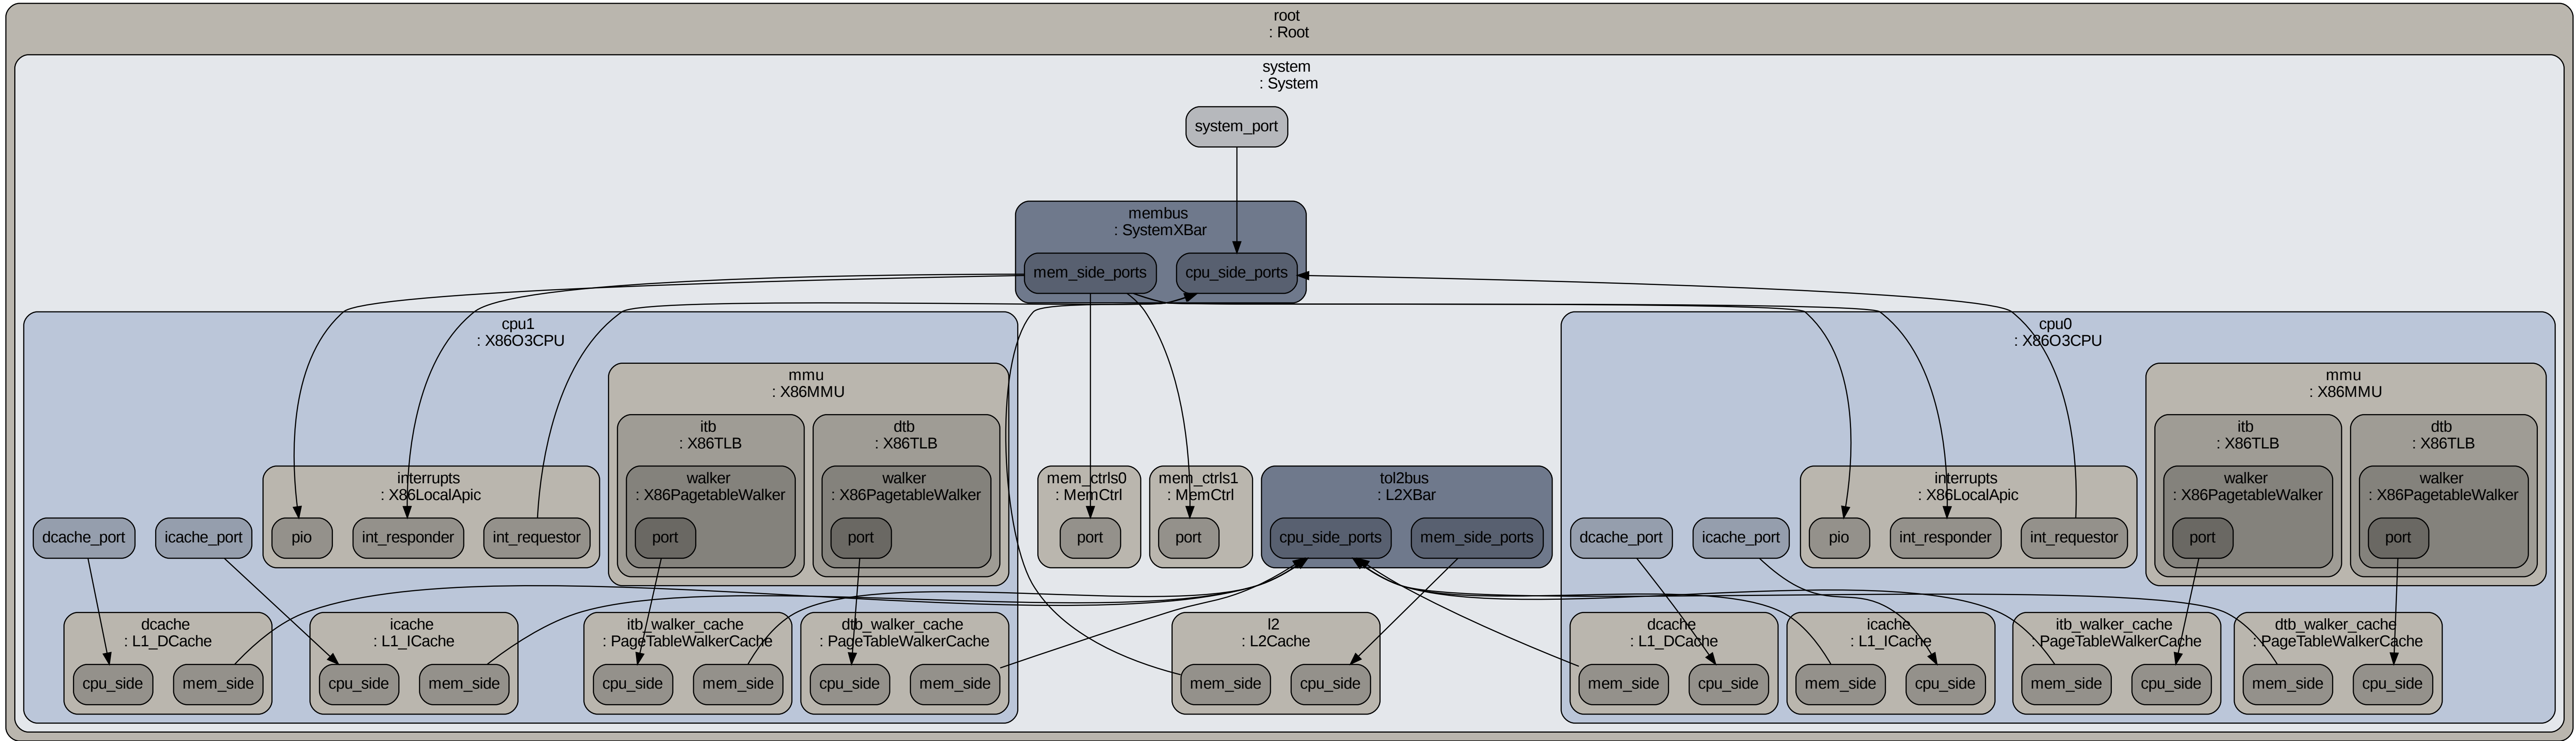 root
: Root
system
: System
system_port
membus
: SystemXBar
mem_side_ports
cpu_side_ports
cpu1
: X86O3CPU
mmu
: X86MMU
itb
: X86TLB
dtb
: X86TLB
walker
: X86PagetableWalker
port
walker
: X86PagetableWalker
port
interrupts
: X86LocalApic
pio
int_responder
int_requestor
dcache_port
icache_port
dcache
: L1_DCache
cpu_side
mem_side
icache
: L1_ICache
cpu_side
mem_side
itb_walker_cache
: PageTableWalkerCache
cpu_side
mem_side
dtb_walker_cache
: PageTableWalkerCache
cpu_side
mem_side
mem_ctrls0
: MemCtrl
port
mem_ctrls1
: MemCtrl
port
tol2bus
: L2XBar
cpu_side_ports
mem_side_ports
l2
: L2Cache
mem_side
cpu_side
cpu0
: X86O3CPU
mmu
: X86MMU
itb
: X86TLB
dtb
: X86TLB
walker
: X86PagetableWalker
port
walker
: X86PagetableWalker
port
interrupts
: X86LocalApic
pio
int_responder
int_requestor
dcache_port
icache_port
dcache
: L1_DCache
mem_side
cpu_side
icache
: L1_ICache
mem_side
cpu_side
itb_walker_cache
: PageTableWalkerCache
mem_side
cpu_side
dtb_walker_cache
: PageTableWalkerCache
mem_side
cpu_side